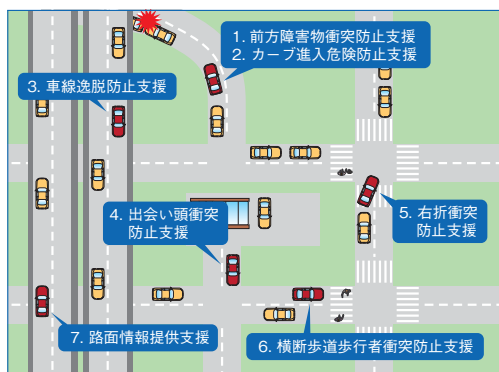 1. 前方障害物衝突防止支援
2. カーブ進入危険防止支援
3. 車線逸脱防止支援
4. 出会い頭衝突
防止支援
5. 右折衝突
防止支援
6. 横断歩道歩行者衝突防止支援
7. 路面情報提供支援